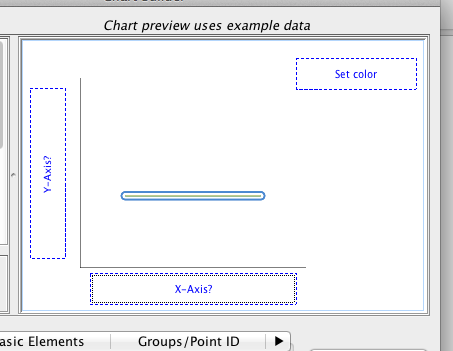 Chart preview uses example data
Set color
Y-Axis?
X-Axis?
asic Elements
Groups/Point ID